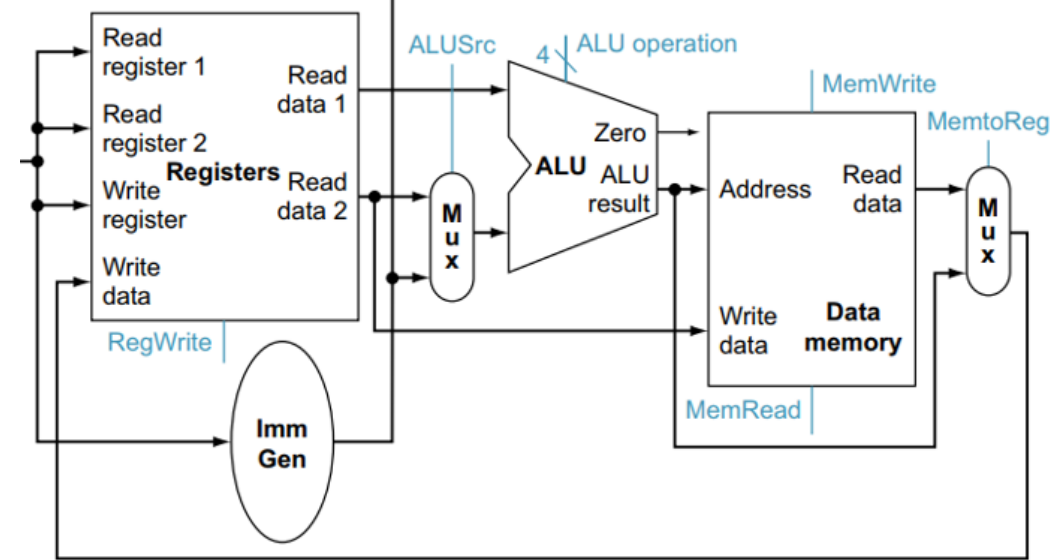 Read
register 1
Read
register 2
Write
register
Write
data
Registers
Read
data 1
Read
data 2
RegWrite
Imm
Gen
ALUSrc
M
u
x
4
ALU operation
Zero
ALU
ALU
result
MemWrite
Address
Read
data
Write
data
Data
memory
MemRead
MemtoReg
M
u
x